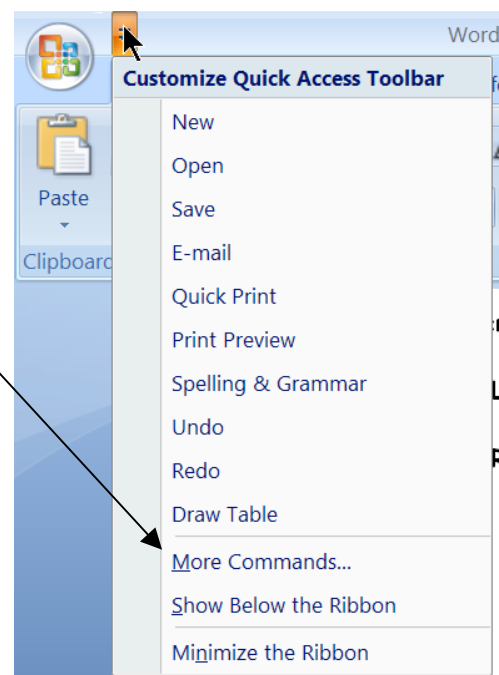 Word
Customize Quick Access Toolbar
New
Open
Save
Paste
E-mail
Clipboard
Quick Print
Print Preview
Spelling & Grammar
Undo
Redo
Draw Table
More Commands...
Show Below the Ribbon
Minimize the Ribbon